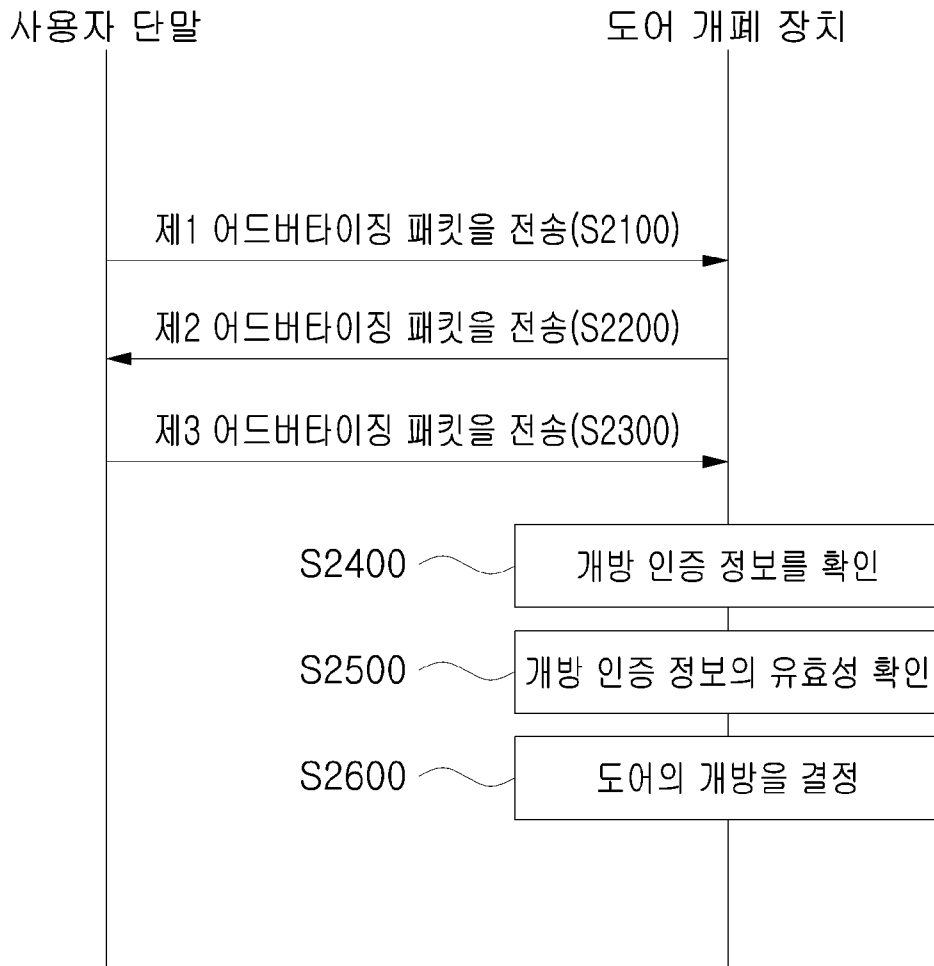 사용자 단말
도어 개폐 장치
제1 어드버타이징 패킷을 전송(S2100)
제2 어드버타이징 패킷을 전송(S2200)
제3 어드버타이징 패킷을 전송(S2300)
S2400
개방 인증 정보를 확인
S2500
개방 인증 정보의 유효성 확인
S2600
도어의 개방을 결정